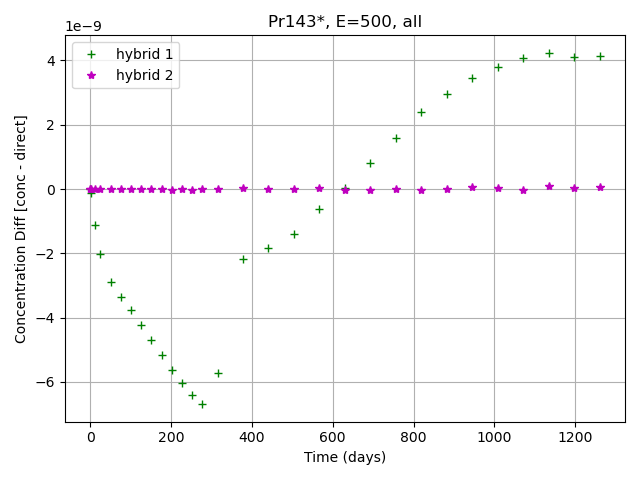 Pr143*, E=500, all
1e−9
hybrid 1
hybrid 2
Concentration Diff [conc - direct]
4
2
0
−2
−4
−6
0 200 400 600 800 1000 1200
Time (days)